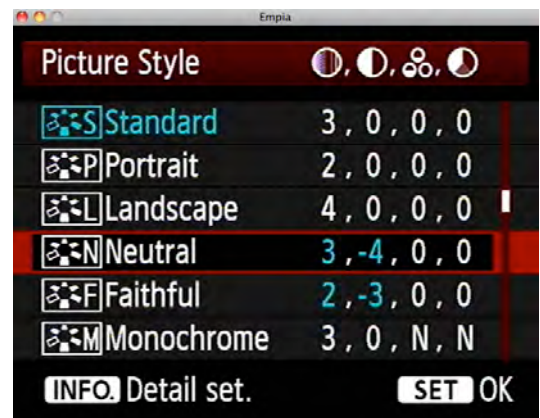 Empia
Picture Style
S Standard 3, 0, 0, 0
P Portrait 2, 0, 0, 0
L Landscape 4, 0, 0, 0
N Neutral 3, -4, 0, 0
F Faithful 2, -3, 0, 0
M Monochrome 3, 0, N, N
INFO. Detail set. SET OK